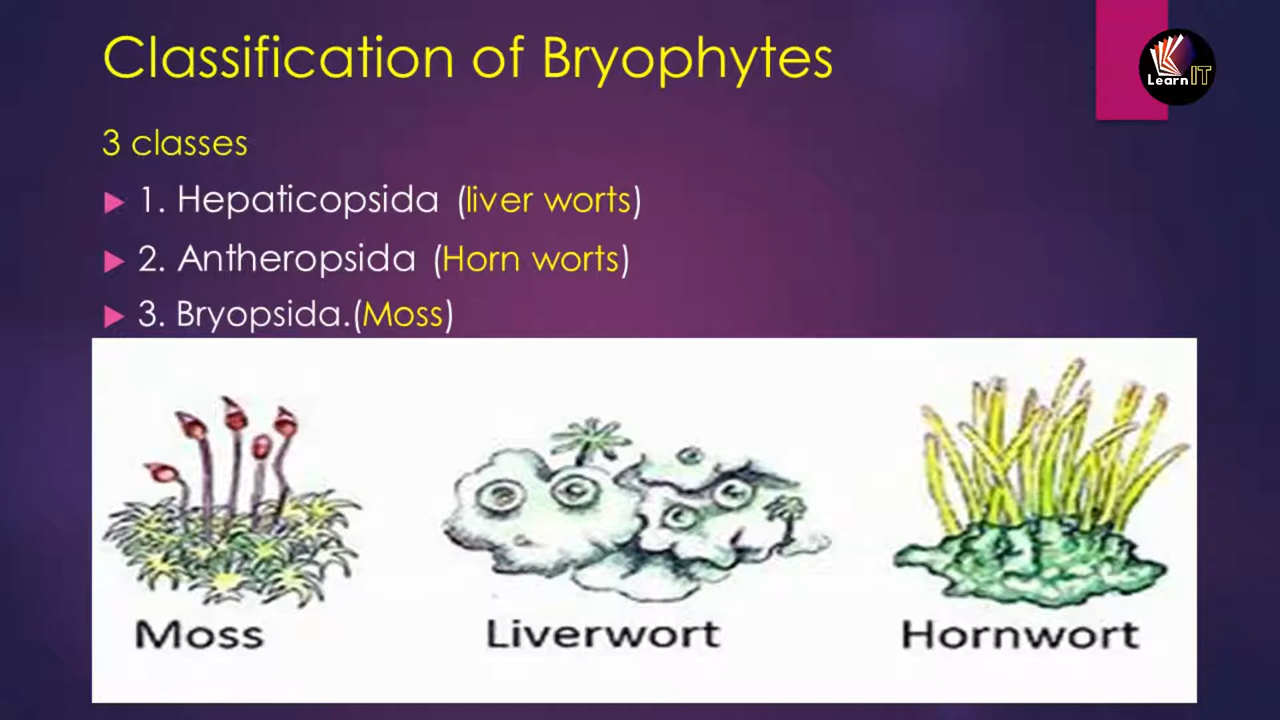 Classification of Bryophytes
Learn IT
3 classes
1. Hepaticopsida (liver worts)
2. Antheropsida (Horn worts)
3. Bryopsida.(Moss)
Moss
Liverwort
Hornwort